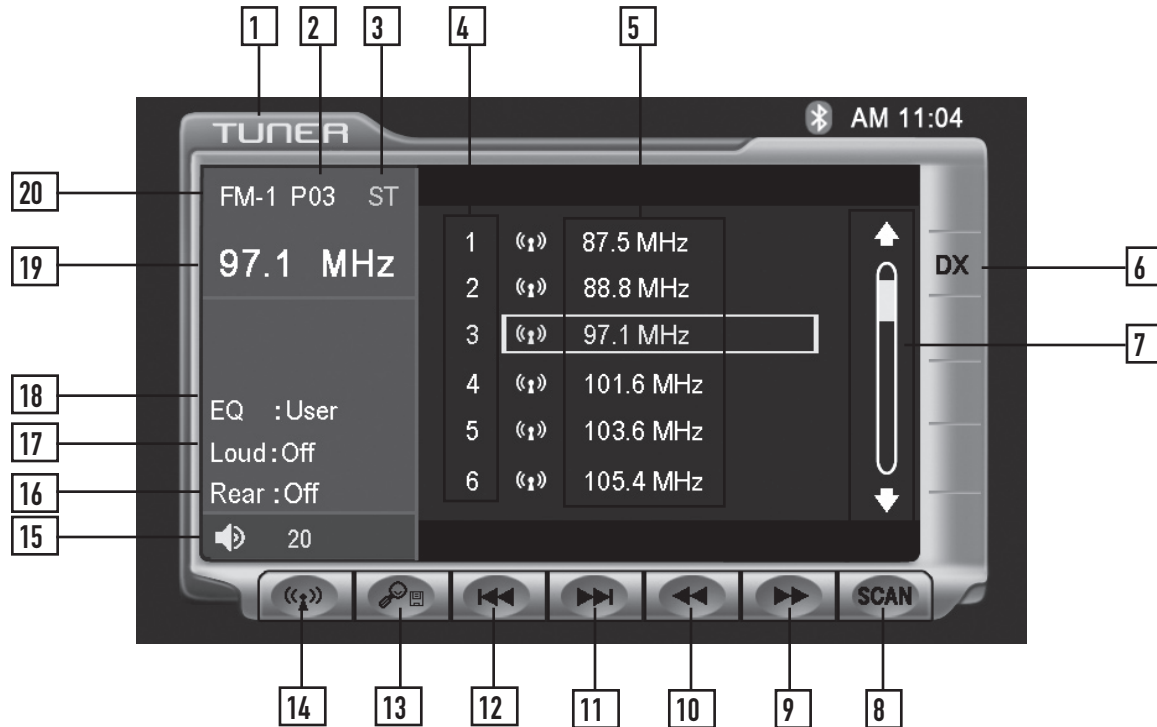 1 2 3 4 5
TUNER AM 11:04
20 FM-1 P03 ST
19 97.1 MHz
1 87.5 MHz
DX 6
2 88.8 MHz
3 97.1 MHz
7
4 101.6 MHz
18 EQ : User
5 103.6 MHz
17 Loud : Off
6 105.4 MHz
16 Rear : Off
15 20
SCAN
14 13 12 11 10 9 8